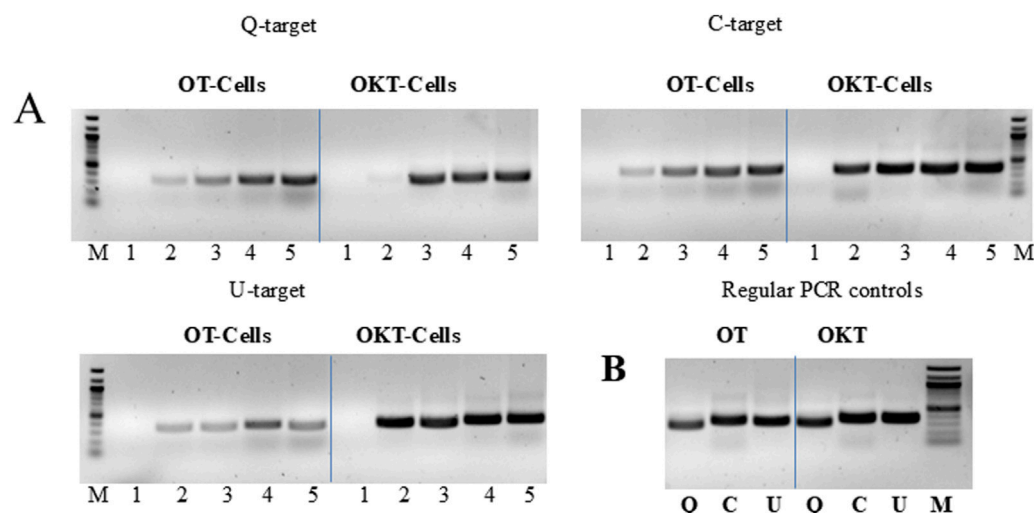 Q-target
C-target
OT-Cells OKT-Cells
OT-Cells OKT-Cells
A
M 1 2 3 4 5 1 2 3 4 5
1 2 3 4 5 1 2 3 4 5 M
U-target
Regular PCR controls
OT-Cells OKT-Cells
OT OKT
B
M 1 2 3 4 5 1 2 3 4 5
Q C U Q C U M